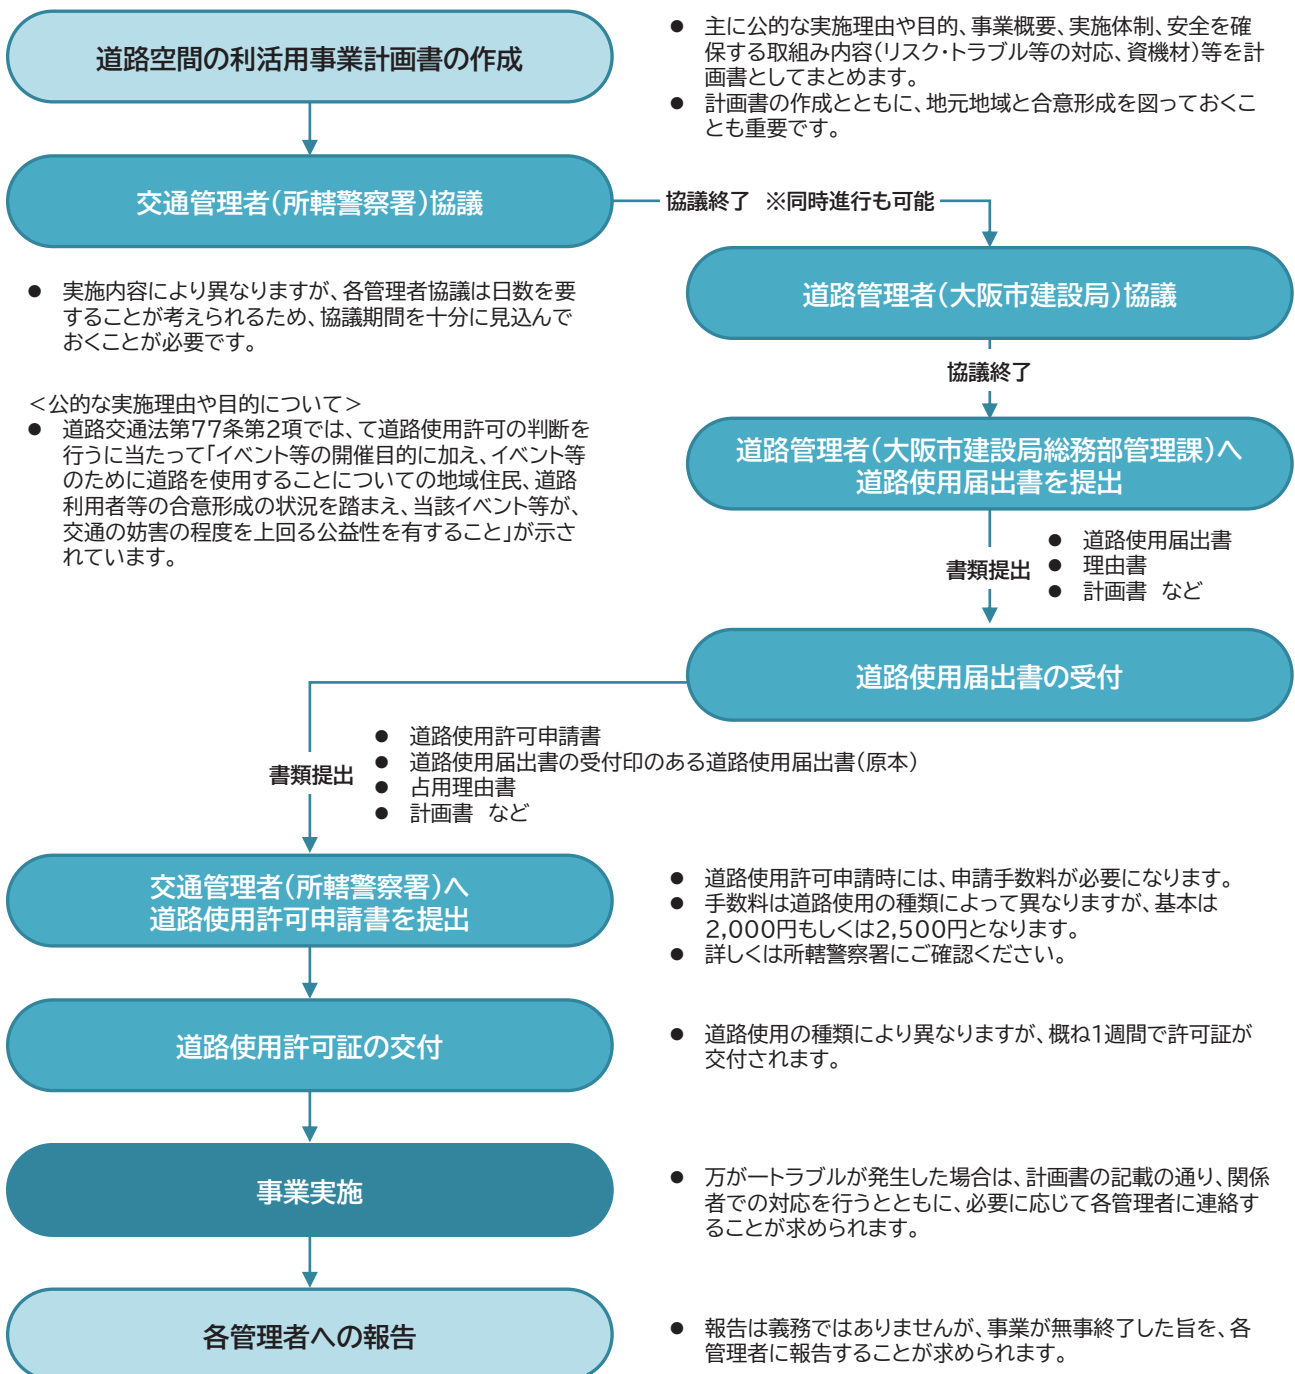 道路空間の利活用事業計画書の作成
● 主に公的な実施理由や目的、事業概要、実施体制、安全を確
保する取組み内容(リスク・トラブル等の対応、資機材)等を計
画書としてまとめます。
● 計画書の作成とともに、地元地域と合意形成を図っておくこ
とも重要です。
交通管理者(所轄警察署)協議
協議終了 ※同時進行も可能
道路管理者(大阪市建設局)協議
● 実施内容により異なりますが、各管理者協議は日数を要
することが考えられるため、協議期間を十分に見込んで
おくことが必要です。
協議終了
<公的な実施理由や目的について>
● 道路交通法第77条第2項では、て道路使用許可の判断を
行うに当たって「イベント等の開催目的に加え、イベント等
のために道路を使用することについての地域住民、道路
利用者等の合意形成の状況を踏まえ、当該イベント等が、
交通の妨害の程度を上回る公益性を有すること」が示さ
れています。
道路管理者(大阪市建設局総務部管理課)へ
道路使用届出書を提出
書類提出
● 道路使用届出書
● 理由書
● 計画書 など
道路使用届出書の受付
書類提出
● 道路使用許可申請書
● 道路使用届出書の受付印のある道路使用届出書(原本)
● 占用理由書
● 計画書 など
交通管理者(所轄警察署)へ
道路使用許可申請書を提出
● 道路使用許可申請時には、申請手数料が必要になります。
● 手数料は道路使用の種類によって異なりますが、基本は
2,000円もしくは2,500円となります。
● 詳しくは所轄警察署にご確認ください。
道路使用許可証の交付
● 道路使用の種類により異なりますが、概ね1週間で許可証が
交付されます。
事業実施
● 万が一トラブルが発生した場合は、計画書の記載の通り、関係
者での対応を行うとともに、必要に応じて各管理者に連絡す
ることが求められます。
各管理者への報告
● 報告は義務ではありませんが、事業が無事終了した旨を、各
管理者に報告することが求められます。